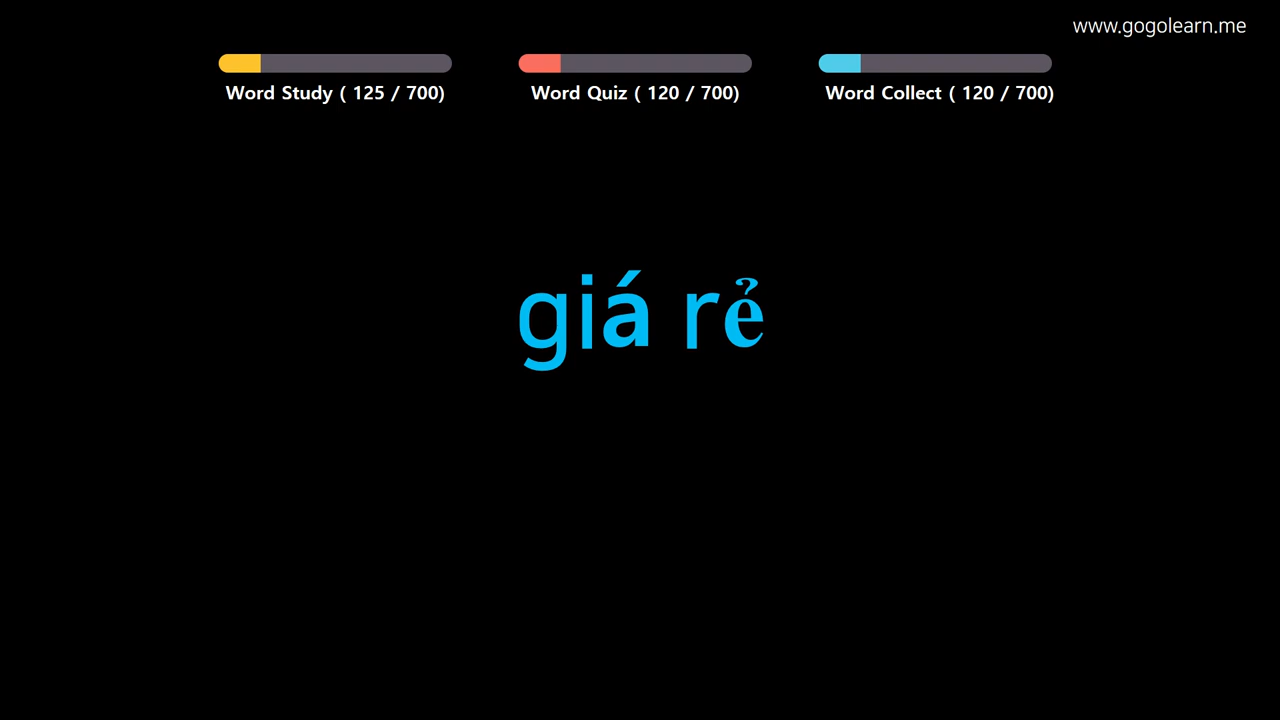 www.gogolearn.me
Word Study ( 125 / 700)
Word Quiz ( 120 / 700)
Word Collect ( 120 / 700)
giá rẻ